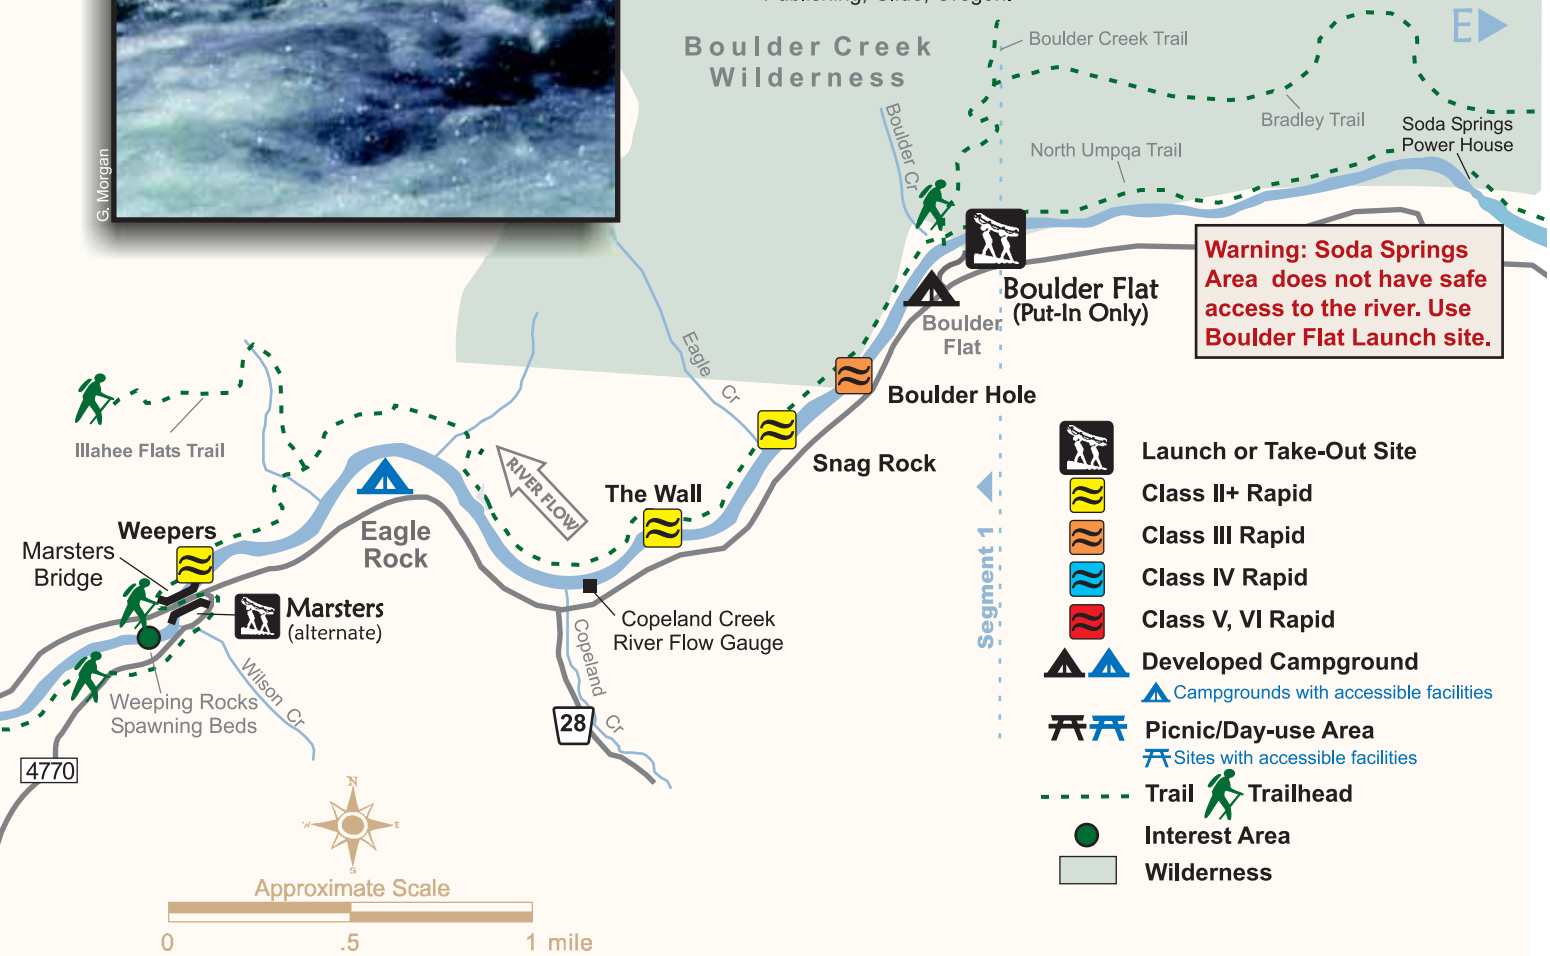 G. Morgan
Boulder Creek
Wilderness
Boulder Creek Trail
E
Bradley Trail
Soda Springs
Power House
North Umpqa Trail
Boulder Cr
Warning: Soda Springs
Area does not have safe
access to the river. Use
Boulder Flat Launch site.
Boulder Flat
(Put-In Only)
Boulder
Flat
Eagle Cr
Boulder Hole
Illahee Flats Trail
Snag Rock
RIVER FLOW
The Wall
Eagle
Rock
Weepers
Marsters
Bridge
Marsters
(alternate)
Copeland Creek
River Flow Gauge
Copeland Cr
Segment 1
Weeping Rocks
Spawning Beds
Wilson Cr
28
4770
Launch or Take-Out Site
Class II+ Rapid
Class III Rapid
Class IV Rapid
Class V, VI Rapid
Developed Campground
Campgrounds with accessible facilities
Picnic/Day-use Area
Sites with accessible facilities
Trail
Trailhead
Interest Area
Wilderness
N
W
E
S
Approximate Scale
0 .5 1 mile